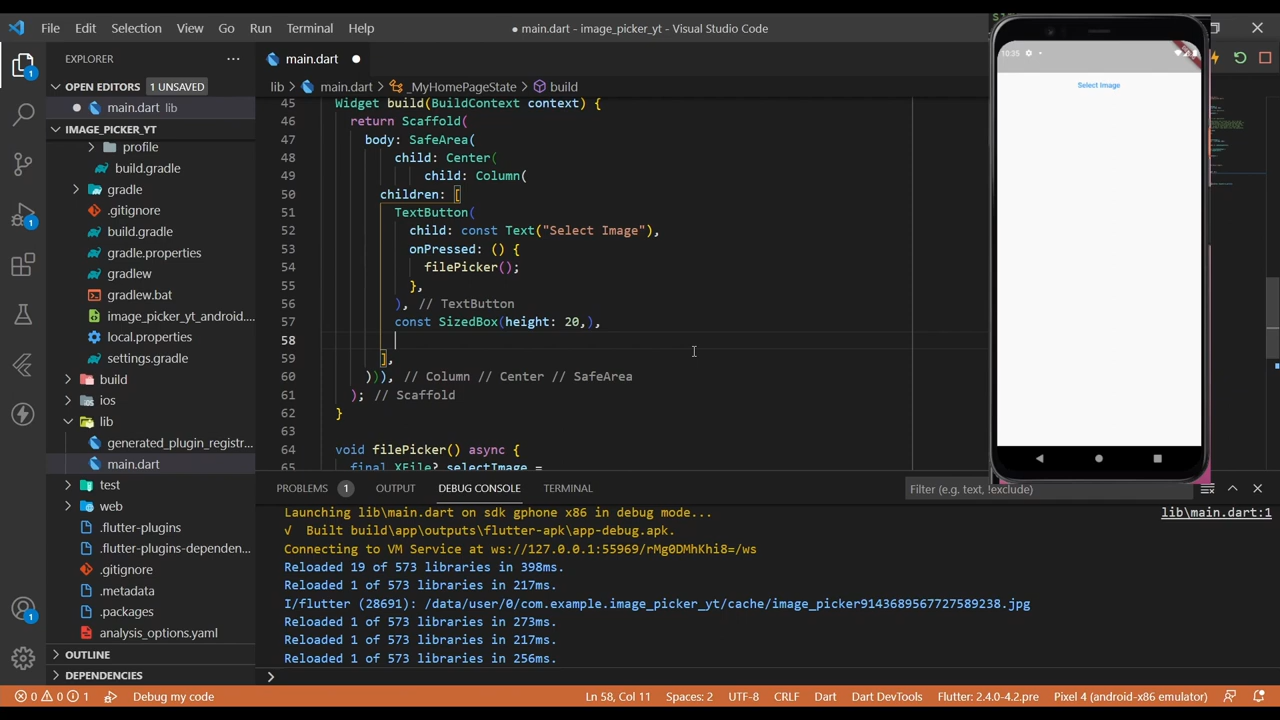 File Edit Selection View Go Run Terminal Help
● main.dart - image_picker_yt - Visual Studio Code
EXPLORER
OPEN EDITORS 1 UNSAVED
main.dart lib
IMAGE_PICKER_YT
profile
build.gradle
gradle
.gitignore
build.gradle
gradle.properties
gradlew
gradlew.bat
image_picker_yt_android....
local.properties
settings.gradle
build
ios
lib
generated_plugin_registr...
main.dart
test
web
.flutter-plugins
.flutter-plugins-dependen...
.gitignore
.metadata
.packages
analysis_options.yaml
OUTLINE
DEPENDENCIES
1
1
1
main.dart
lib > main.dart > _MyHomePageState > build
45 Widget build(BuildContext context) {
46 return Scaffold(
47 body: SafeArea(
48 child: Center(
49 child: Column(
50 children: [
51 TextButton(
52 child: const Text("Select Image"),
53 onPressed: () {
54 filePicker();
55 },
56 ), // TextButton
57 const SizedBox(height: 20,),
58
59 ],
60 ))), // Column // Center // SafeArea
61 ); // Scaffold
62 }
63
64 void filePicker() async {
65 final XFile? selectImage =
10:35
Select Image
PROBLEMS 1 OUTPUT DEBUG CONSOLE TERMINAL
Filter (e.g. text, !exclude)
Launching lib\main.dart on sdk gphone x86 in debug mode...
lib\main.dart:1
√ Built build\app\outputs\flutter-apk\app-debug.apk.
Connecting to VM Service at ws://127.0.0.1:55969/rMg0DMhKhi8=/ws
Reloaded 19 of 573 libraries in 398ms.
Reloaded 1 of 573 libraries in 217ms.
I/flutter (28691): /data/user/0/com.example.image_picker_yt/cache/image_picker9143689567727589238.jpg
Reloaded 1 of 573 libraries in 273ms.
Reloaded 1 of 573 libraries in 217ms.
Reloaded 1 of 573 libraries in 256ms.
>
0 0 1 Debug my code
Ln 58, Col 11 Spaces: 2 UTF-8 CRLF Dart Dart DevTools Flutter: 2.4.0-4.2.pre Pixel 4 (android-x86 emulator)